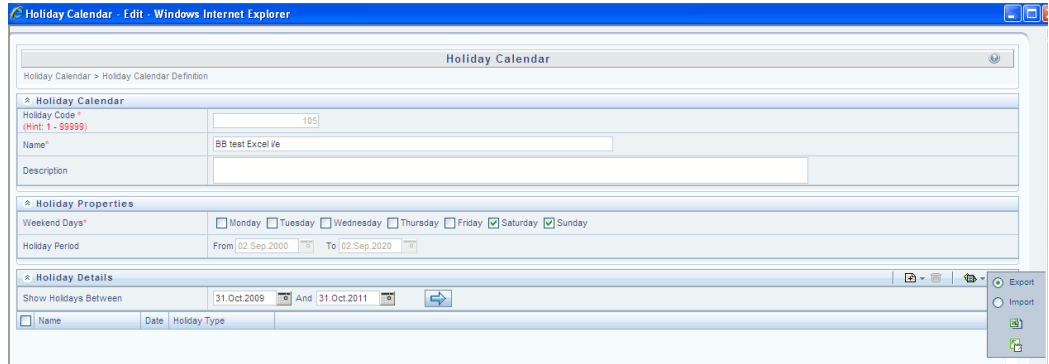 Holiday Calendar - Edit - Windows Internet Explorer
Holiday Calendar
Holiday Calendar > Holiday Calendar Definition
Holiday Calendar
Holiday Code *
(Hint: 1 - 99999)
105
Name*
BB test Excel i/e
Description
Holiday Properties
Weekend Days*
Monday Tuesday Wednesday Thursday Friday Saturday Sunday
Holiday Period
From 02.Sep.2000 To 02.Sep.2020
Holiday Details
Export
Show Holidays Between
31.Oct.2009 And 31.Oct.2011
Import
Name Date Holiday Type